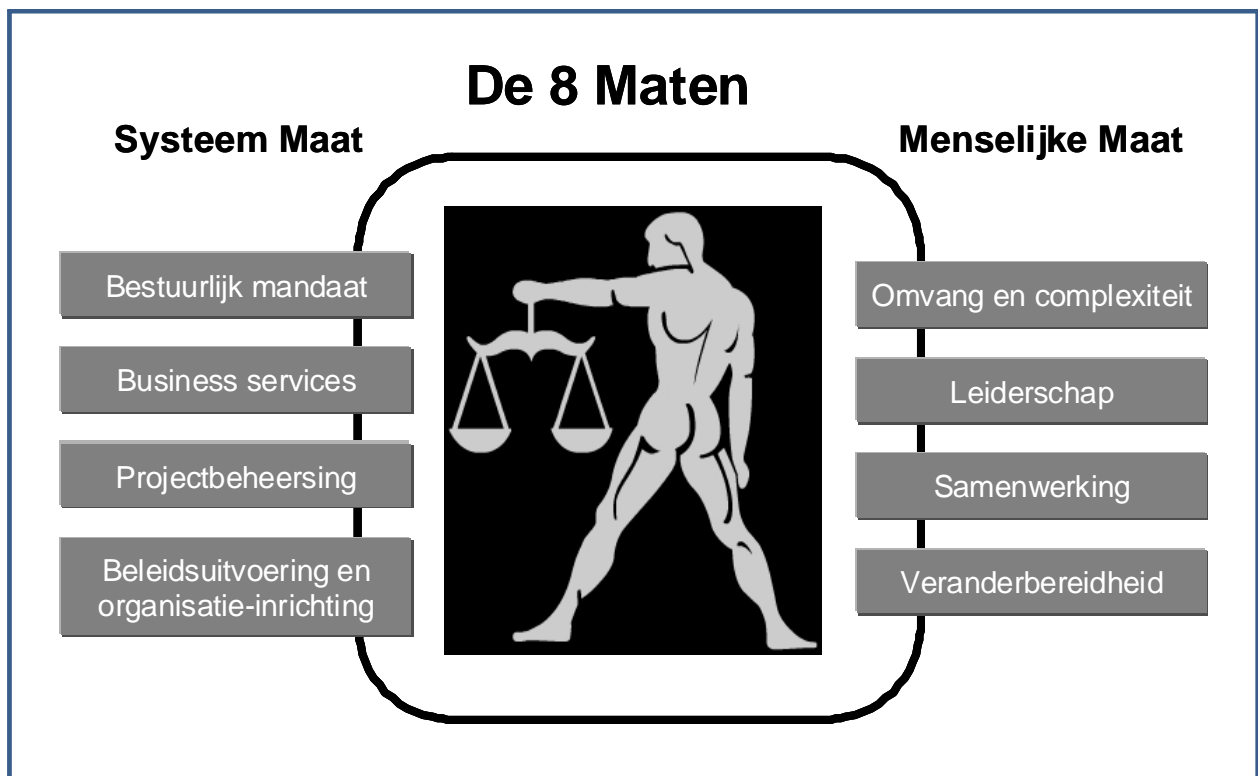 De 8 Maten
Systeem Maat
Bestuurlijk mandaat
Business services
Projectbeheersing
Beleidsuitvoering en
organisatie-inrichting
Menselijke Maat
Omvang en complexiteit
Leiderschap
Samenwerking
Veranderbereidheid